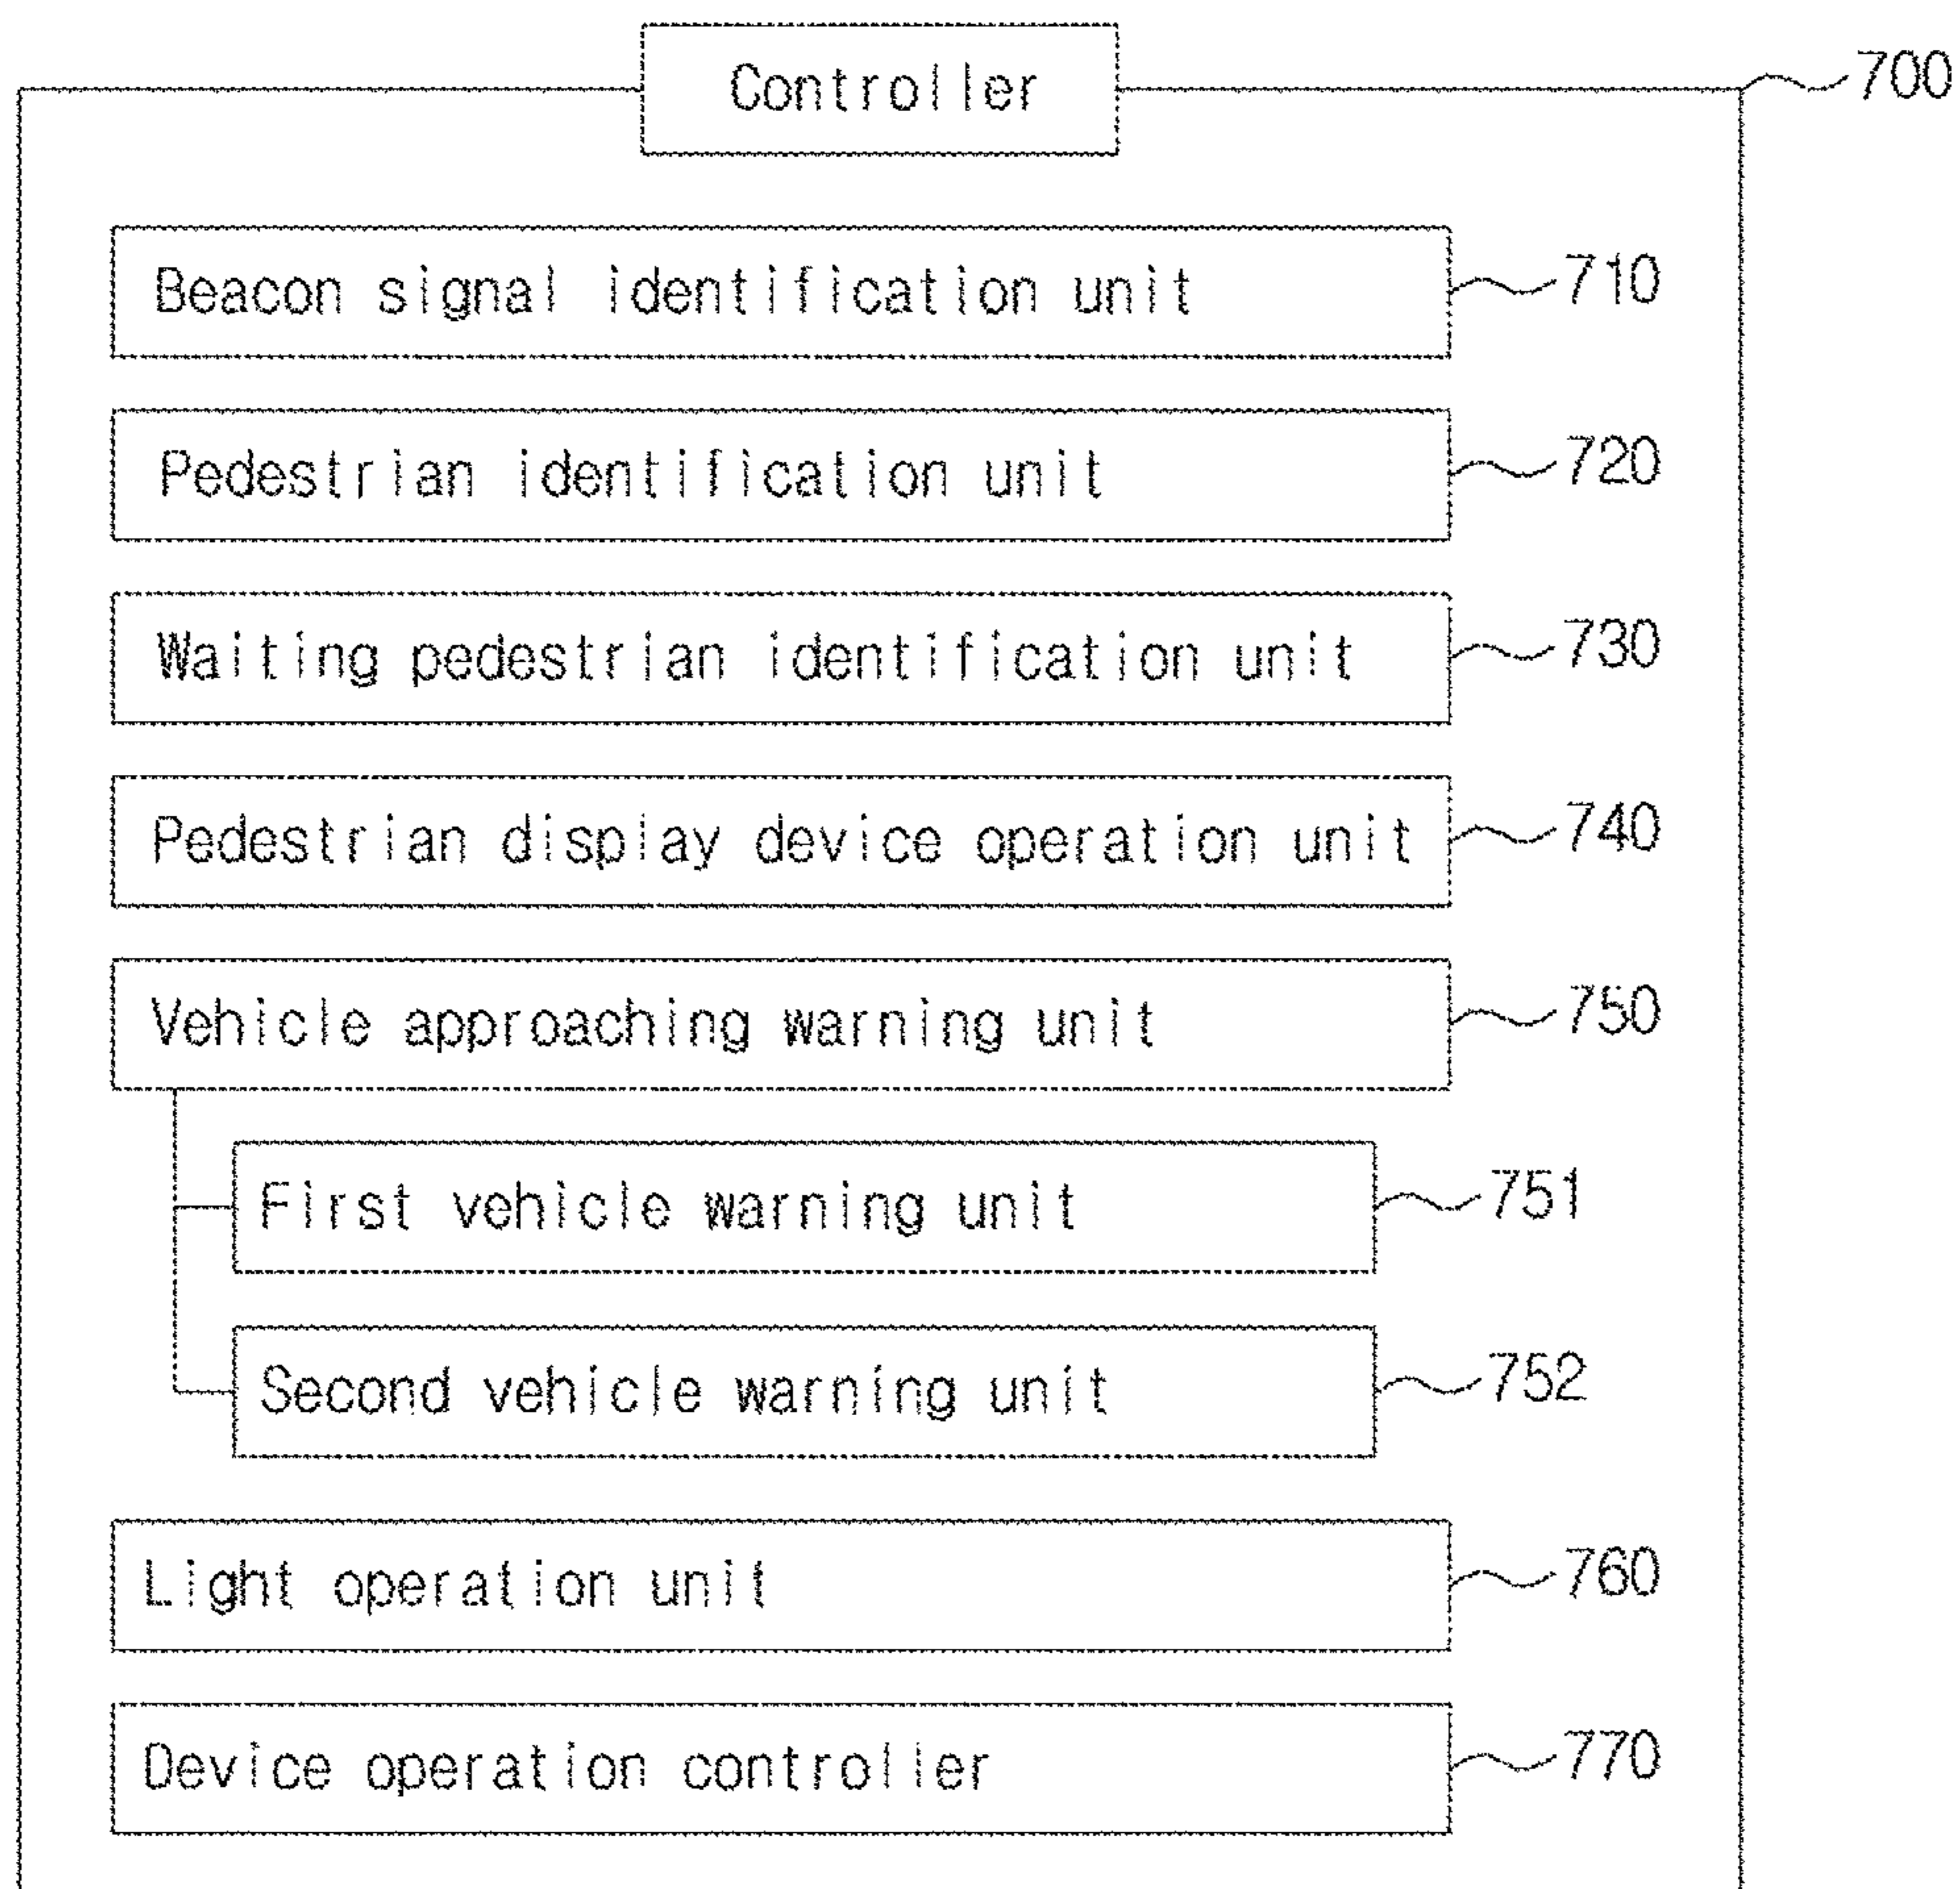 Controller
700
Beacon signal identification unit 710
Pedestrian identification unit 720
Waiting pedestrian identification unit 730
Pedestrian display device operation unit 740
Vehicle approaching warning unit 750
First vehicle warning unit 751
Second vehicle warning unit 752
Light operation unit 760
Device operation controller 770